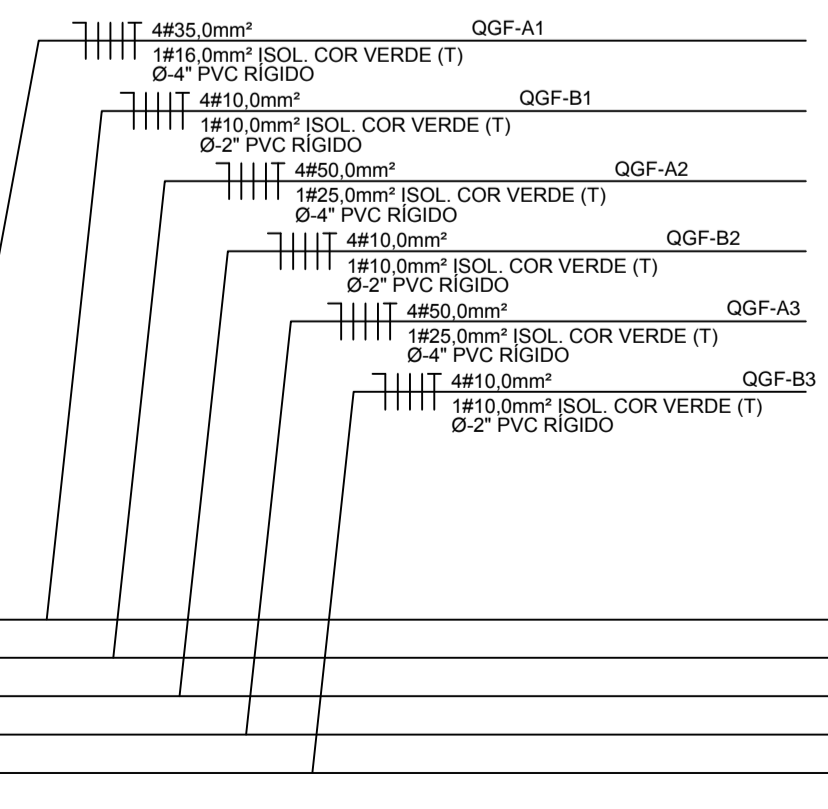 4#35,0mm² QGF-A1
1#16,0mm² ISOL. COR VERDE (T)
Ø-4" PVC RÍGIDO
4#10,0mm² QGF-B1
1#10,0mm² ISOL. COR VERDE (T)
Ø-2" PVC RÍGIDO
4#50,0mm² QGF-A2
1#25,0mm² ISOL. COR VERDE (T)
Ø-4" PVC RÍGIDO
4#10,0mm² QGF-B2
1#10,0mm² ISOL. COR VERDE (T)
Ø-2" PVC RÍGIDO
4#50,0mm² QGF-A3
1#25,0mm² ISOL. COR VERDE (T)
Ø-4" PVC RÍGIDO
4#10,0mm² QGF-B3
1#10,0mm² ISOL. COR VERDE (T)
Ø-2" PVC RÍGIDO